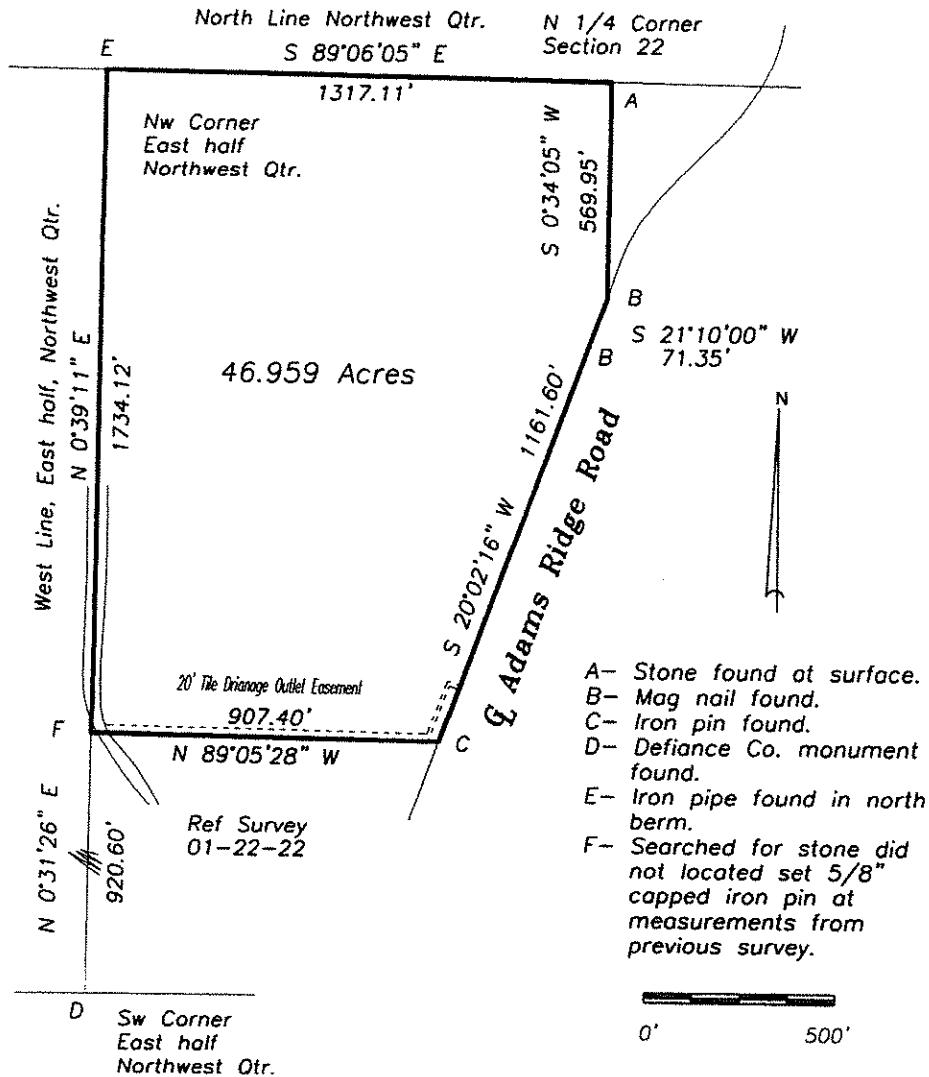 North Line Northwest Qtr.
N 1/4 Corner
Section 22
E
S 89°06'05" E
1317.11'
A
Nw Corner
East half
Northwest Qtr.
S 0°34'05" W
569.95'
West Line, East half, Northwest Qtr.
N 0°39'11" E
1734.12'
46.959 Acres
B
S 21°10'00" W
71.35'
B
1161.60'
S 20°02'16" W
CL Adams Ridge Road
N
20' Tile Drianage Outlet Easement
907.40'
F
N 89°05'28" W
C
Ref Survey
01-22-22
N 0°31'26" E
920.60'
A- Stone found at surface.
B- Mag nail found.
C- Iron pin found.
D- Defiance Co. monument
found.
E- Iron pipe found in north
berm.
F- Searched for stone did
not located set 5/8"
capped iron pin at
measurements from
previous survey.
D
Sw Corner
East half
Northwest Qtr.
0'
500'